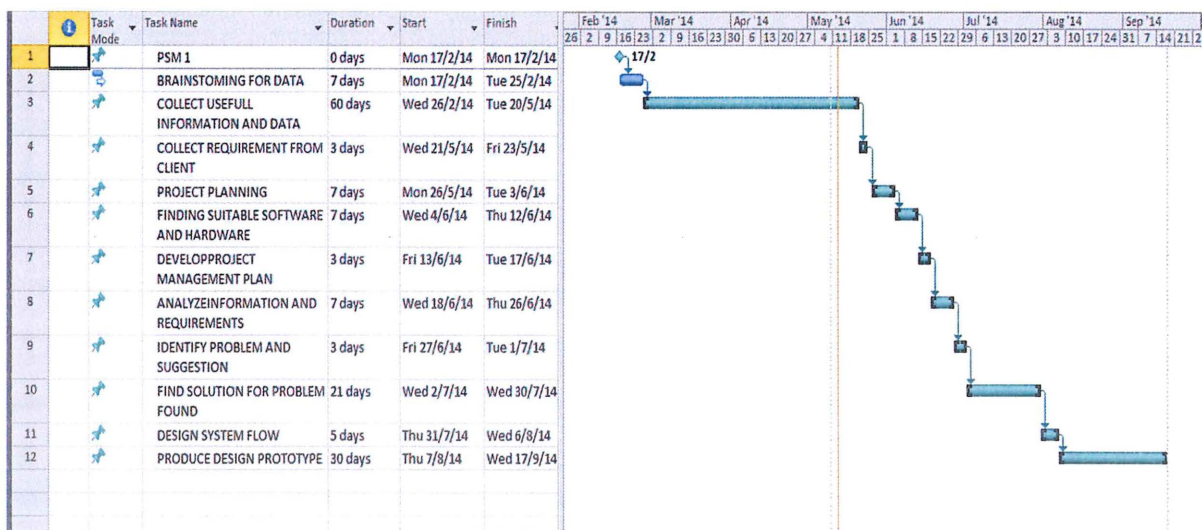 Task Mode Task Name Duration Start Finish
Feb '14 Mar '14 Apr '14 May '14 Jun '14 Jul '14 Aug '14 Sep '14
26 2 9 16 23 2 9 16 23 30 6 13 20 27 4 11 18 25 1 8 15 22 29 6 13 20 27 3 10 17 24 31 7 14 21
1 PSM 1 0 days Mon 17/2/14 Mon 17/2/14 17/2
2 BRAINSTOMING FOR DATA 7 days Mon 17/2/14 Tue 25/2/14
3 COLLECT USEFULL 60 days Wed 26/2/14 Tue 20/5/14
INFORMATION AND DATA
4 COLLECT REQUIREMENT FROM 3 days Wed 21/5/14 Fri 23/5/14
CLIENT
5 PROJECT PLANNING 7 days Mon 26/5/14 Tue 3/6/14
6 FINDING SUITABLE SOFTWARE 7 days Wed 4/6/14 Thu 12/6/14
AND HARDWARE
7 DEVELOPPROJECT 3 days Fri 13/6/14 Tue 17/6/14
MANAGEMENT PLAN
8 ANALYZEINFORMATION AND 7 days Wed 18/6/14 Thu 26/6/14
REQUIREMENTS
9 IDENTIFY PROBLEM AND 3 days Fri 27/6/14 Tue 1/7/14
SUGGESTION
10 FIND SOLUTION FOR PROBLEM 21 days Wed 2/7/14 Wed 30/7/14
FOUND
11 DESIGN SYSTEM FLOW 5 days Thu 31/7/14 Wed 6/8/14
12 PRODUCE DESIGN PROTOTYPE 30 days Thu 7/8/14 Wed 17/9/14